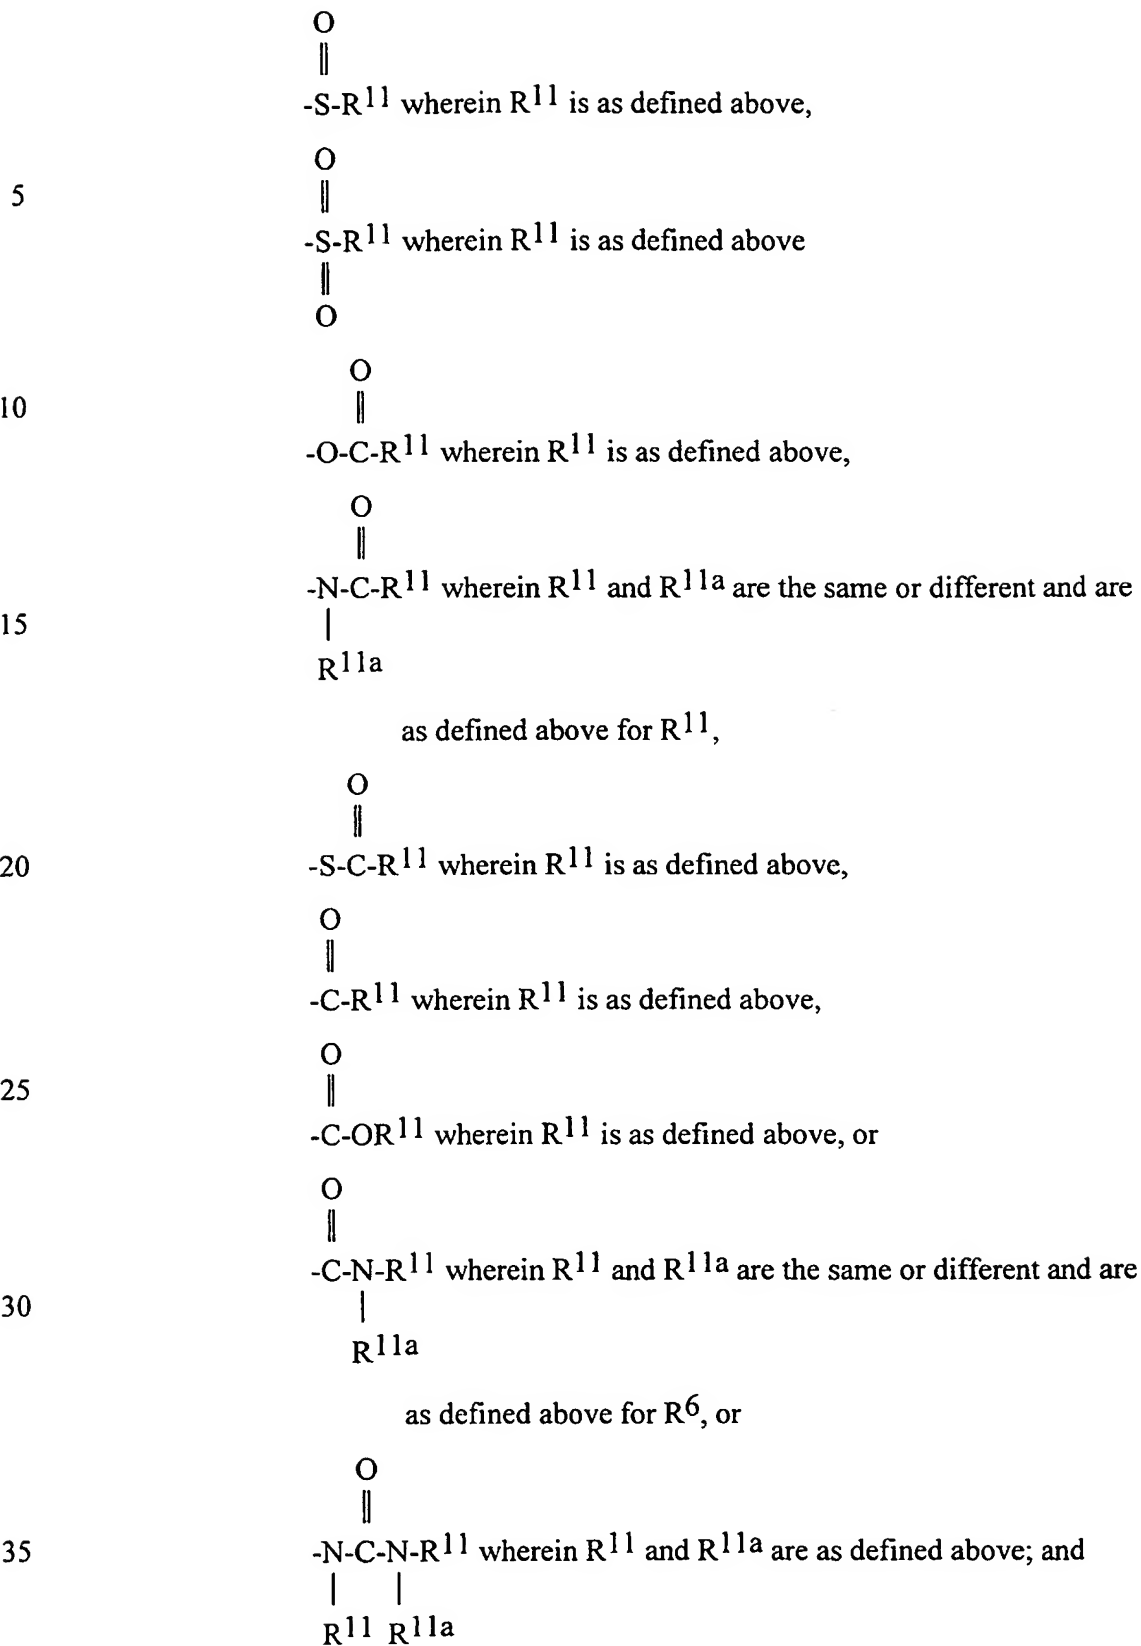 O
||
-S-R11 wherein R11 is as defined above,
O
5 ||
-S-R11 wherein R11 is as defined above
||
O
O
10 ||
-O-C-R11 wherein R11 is as defined above,
O
||
-N-C-R11 wherein R11 and R11a are the same or different and are
15 |
R11a
as defined above for R11,
O
||
20 -S-C-R11 wherein R11 is as defined above,
O
||
-C-R11 wherein R11 is as defined above,
O
25 ||
-C-OR11 wherein R11 is as defined above, or
O
||
-C-N-R11 wherein R11 and R11a are the same or different and are
30 |
R11a
as defined above for R6, or
O
||
35 -N-C-N-R11 wherein R11 and R11a are as defined above; and
| |
R11 R11a